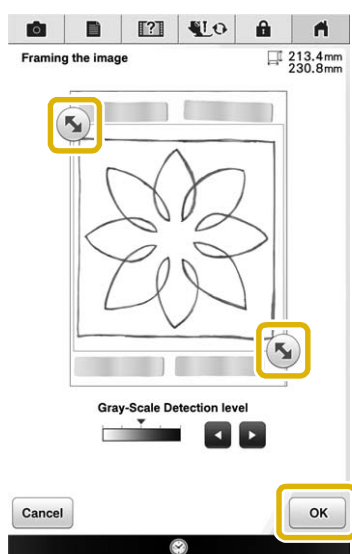 Framing the image
213.4mm
230.8mm
Gray-Scale Detection level
Cancel
OK